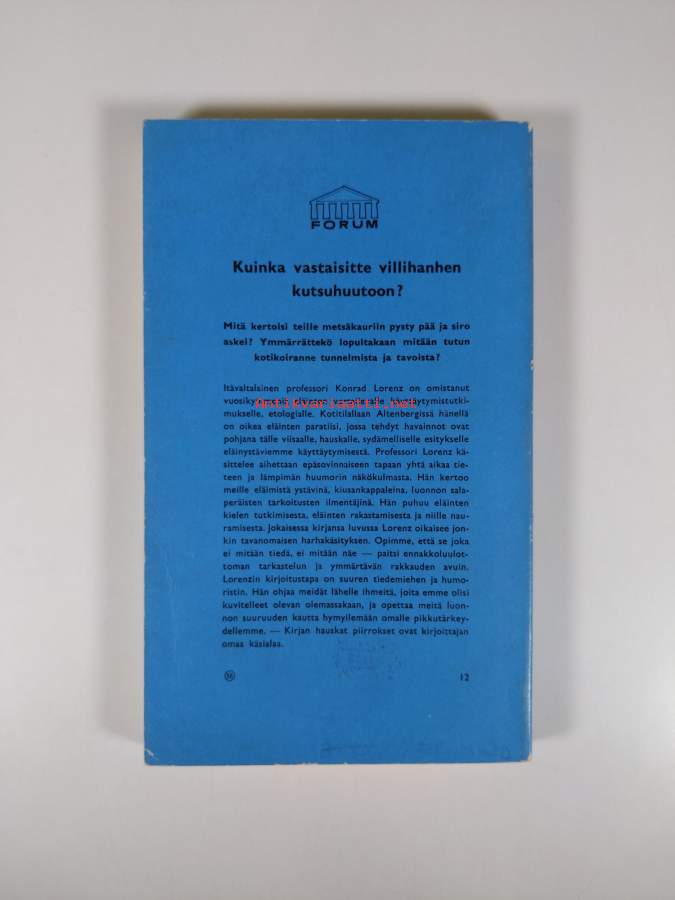 FORUM
Kuinka vastaisitte villihanhen
kutsuhuutoon?
Mitä kertoisi teille metsäkauriin pysty pää ja siro
askel? Ymmärrättekö lopultakaan mitään tutun
kotikoiranne tunnelmista ja tavoista?
Itävaltalainen professori Konrad Lorenz on omistanut
vuosikymmeniä eläinten vertailevalle käyttäytymistutki-
mukselle, etologialle. Kotitilallaan Altenbergissä hänellä
on oikea eläinten paratiisi, jossa tehdyt havainnot ovat
pohjana tälle viisaalle, hauskalle, sydämelliselle esitykselle
eläinystäviemme käyttäytymisestä. Professori Lorenz kä-
sittelee aihettaan epäsovinnaiseen tapaan yhtä aikaa tie-
teen ja lämpimän huumorin näkökulmasta. Hän kertoo
meille eläimistä ystävinä, kiusankappaleina, luonnon sala-
peräisten tarkoitusten ilmentäjinä. Hän puhuu eläinten
kielen tutkimisesta, eläinten rakastamisesta ja niille nau-
ramisesta. Jokaisessa kirjansa luvussa Lorenz oikaisee jon-
kin tavanomaisen harhakäsityksen. Opimme, että se joka
ei mitään tiedä, ei mitään näe — paitsi ennakkoluulot-
toman tarkastelun ja ymmärtävän rakkauden avuin.
Lorenzin kirjoitustapa on suuren tiedemiehen ja humo-
ristin. Hän ohjaa meidät lähelle ihmeitä, joita emme olisi
kuvitelleet olevan olemassakaan, ja opettaa meitä luon-
non suuruuden kautta hymyilemään omalle pikkutärkey-
dellemme. — Kirjan hauskat piirrokset ovat kirjoittajan
omaa käsialaa.
12
Antikvariaatti.net